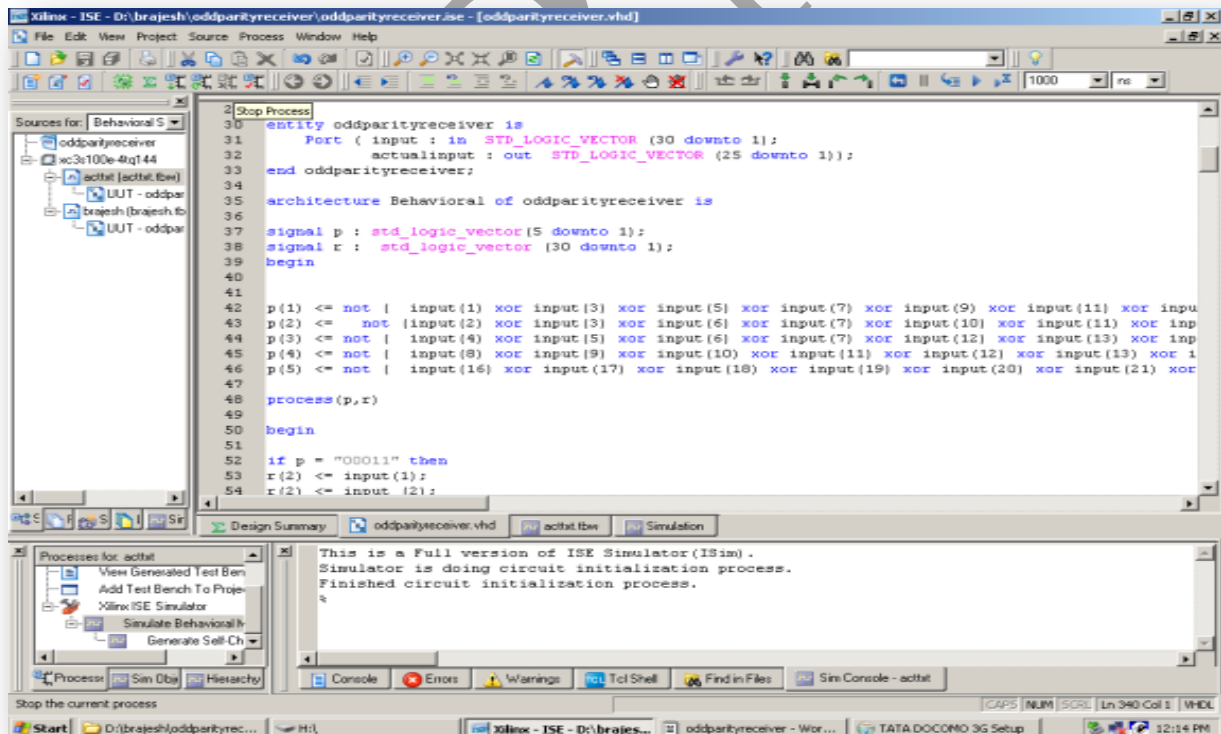 Xilinx - ISE - D:\brajesh\oddparityreceiver\oddparityreceiver.ise - [oddparityreceiver.vhd]
File Edit View Project Source Process Window Help
1000 ns
Stop Process
Sources for: Behavioral S
oddparityreceiver
xc3s100e-4tq144
acttxt (acttxt.tbw)
UUT - oddpar
brajesh (brajesh.tb
UUT - oddpar
30 entity oddparityreceiver is
31 Port ( input : in STD_LOGIC_VECTOR (30 downto 1);
32 actualinput : out STD_LOGIC_VECTOR (25 downto 1));
33 end oddparityreceiver;
34
35 architecture Behavioral of oddparityreceiver is
36
37 signal p : std_logic_vector(5 downto 1);
38 signal r : std_logic_vector (30 downto 1);
39 begin
40
41
42 p(1) <= not ( input(1) xor input(3) xor input(5) xor input(7) xor input(9) xor input(11) xor inpu
43 p(2) <= not (input(2) xor input(3) xor input(6) xor input(7) xor input(10) xor input(11) xor inp
44 p(3) <= not ( input(4) xor input(5) xor input(6) xor input(7) xor input(12) xor input(13) xor inp
45 p(4) <= not ( input(8) xor input(9) xor input(10) xor input(11) xor input(12) xor input(13) xor i
46 p(5) <= not ( input(16) xor input(17) xor input(18) xor input(19) xor input(20) xor input(21) xor
47
48 process(p,r)
49
50 begin
51
52 if p = "00011" then
53 r(2) <= input(1);
54 r(2) <= input (2);
Design Summary oddparityreceiver.vhd acttxt.tbw Simulation
Processes for: acttxt
View Generated Test Ben
Add Test Bench To Proje
Xilinx ISE Simulator
Simulate Behavioral M
Generate Self-Ch
This is a Full version of ISE Simulator(ISim).
Simulator is doing circuit initialization process.
Finished circuit initialization process.
%
Processe Sim Obje Hierarchy
Console Errors Warnings Tcl Shell Find in Files Sim Console - acttxt
Stop the current process
CAPS NUM SCRL Ln 340 Col 1 VHDL
Start D:\brajesh\oddparityrec... H:\ Xilinx - ISE - D:\brajes... oddparityreceiver - Wor... TATA DOCOMO 3G Setup 12:14 PM